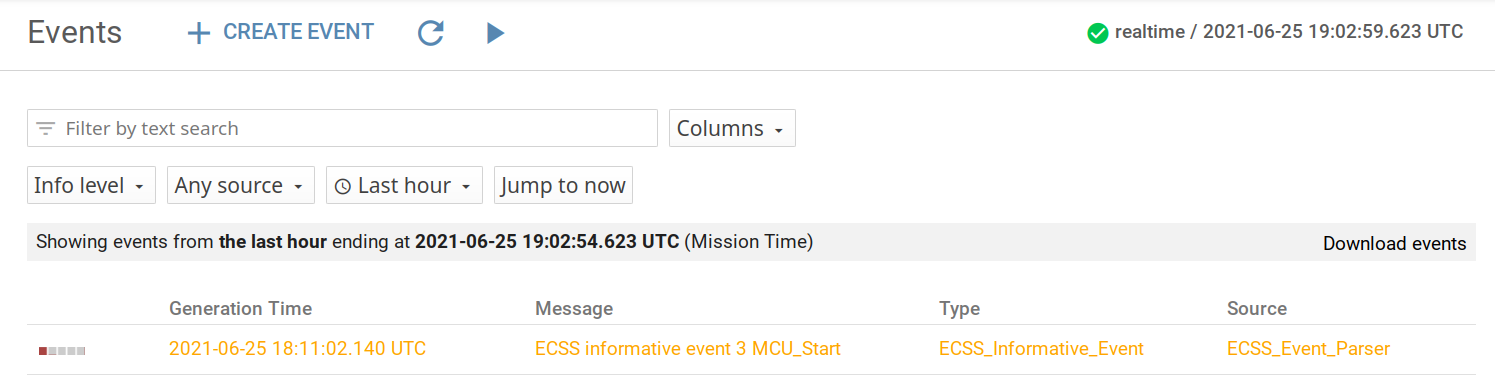 Events CREATE EVENT realtime / 2021-06-25 19:02:59.623 UTC
Filter by text search Columns
Info level Any source Last hour Jump to now
Showing events from the last hour ending at 2021-06-25 19:02:54.623 UTC (Mission Time) Download events
Generation Time Message Type Source
2021-06-25 18:11:02.140 UTC ECSS informative event 3 MCU_Start ECSS_Informative_Event ECSS_Event_Parser